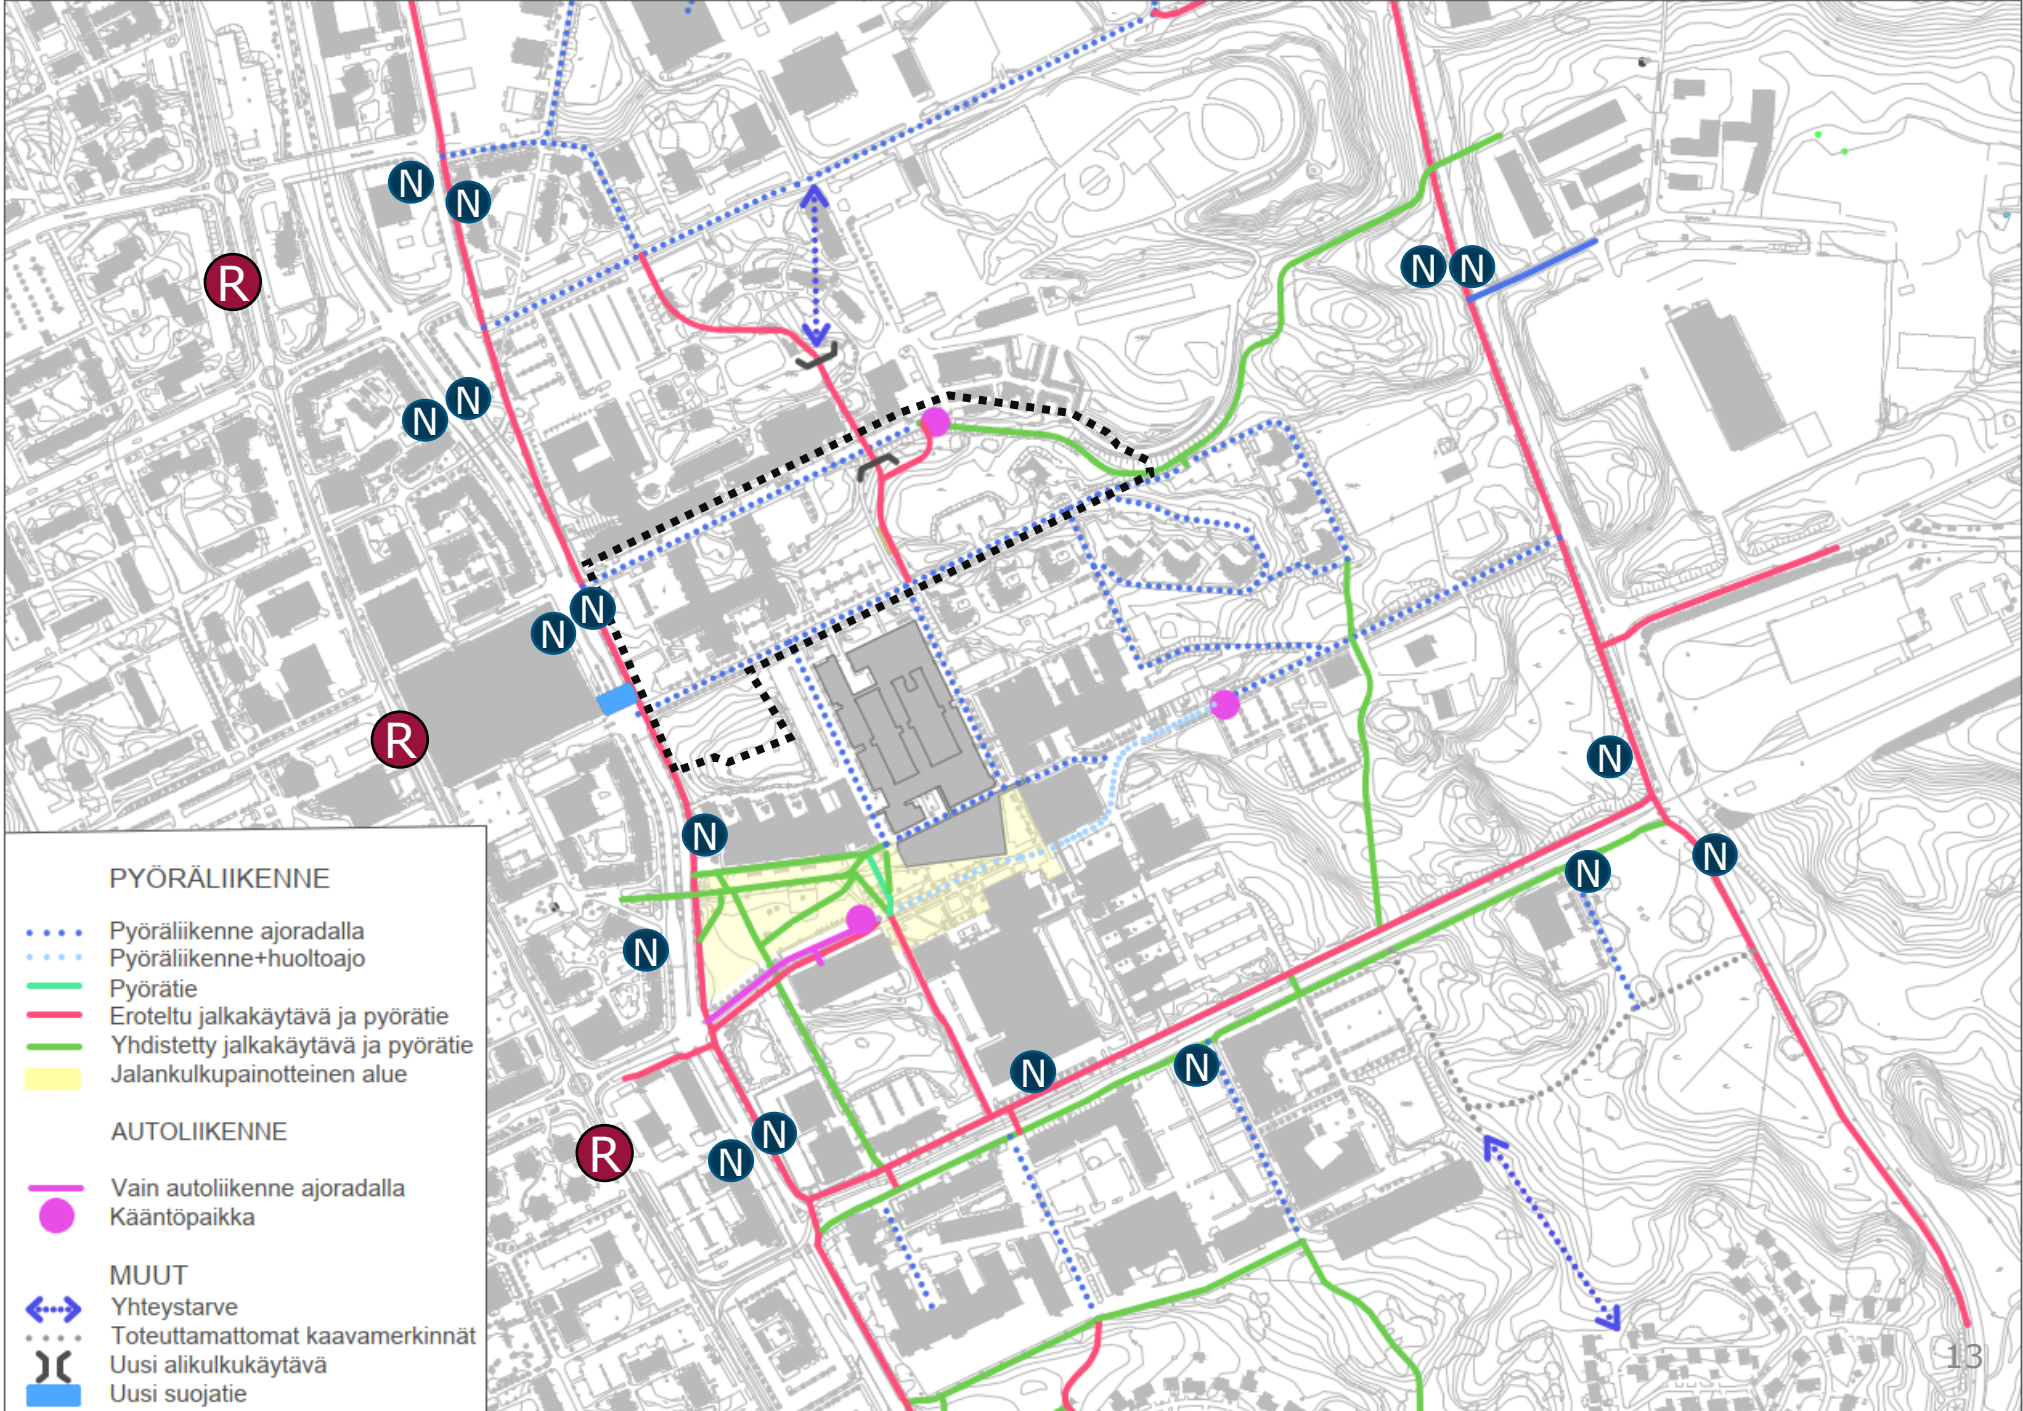 N
N
N
N
R
N
N
N
N
R
N
N
N
N
N
N
N
N
R
N
N
PYÖRÄLIIKENNE
Pyöräliikenne ajoradalla
Pyöräliikenne+huoltoajo
Pyörätie
Eroteltu jalkakäytävä ja pyörätie
Yhdistetty jalkakäytävä ja pyörätie
Jalankulkupainotteinen alue
AUTOLIIKENNE
Vain autoliikenne ajoradalla
Kääntöpaikka
MUUT
Yhteystarve
Toteuttamattomat kaavamerkinnät
Uusi alikulkukäytävä
Uusi suojatie
13